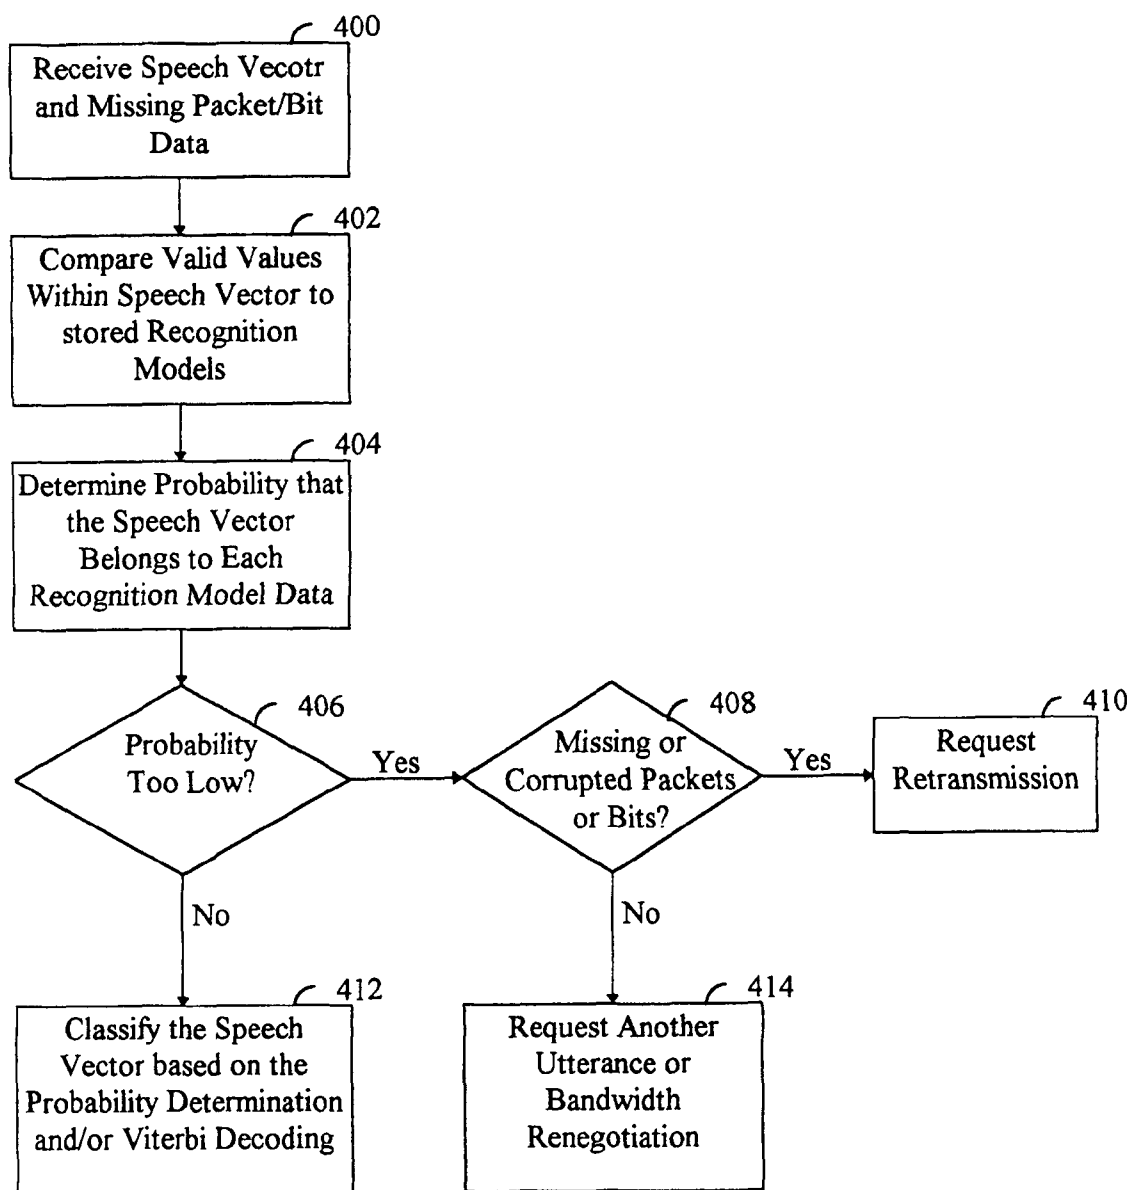 400
Receive Speech Vecotr
and Missing Packet/Bit
Data
402
Compare Valid Values
Within Speech Vector to
stored Recognition
Models
404
Determine Probability that
the Speech Vector
Belongs to Each
Recognition Model Data
406
Probability
Too Low?
Yes
408
Missing or
Corrupted Packets
or Bits?
Yes
410
Request
Retransmission
No
No
412
Classify the Speech
Vector based on the
Probability Determination
and/or Viterbi Decoding
414
Request Another
Utterance or
Bandwidth
Renegotiation